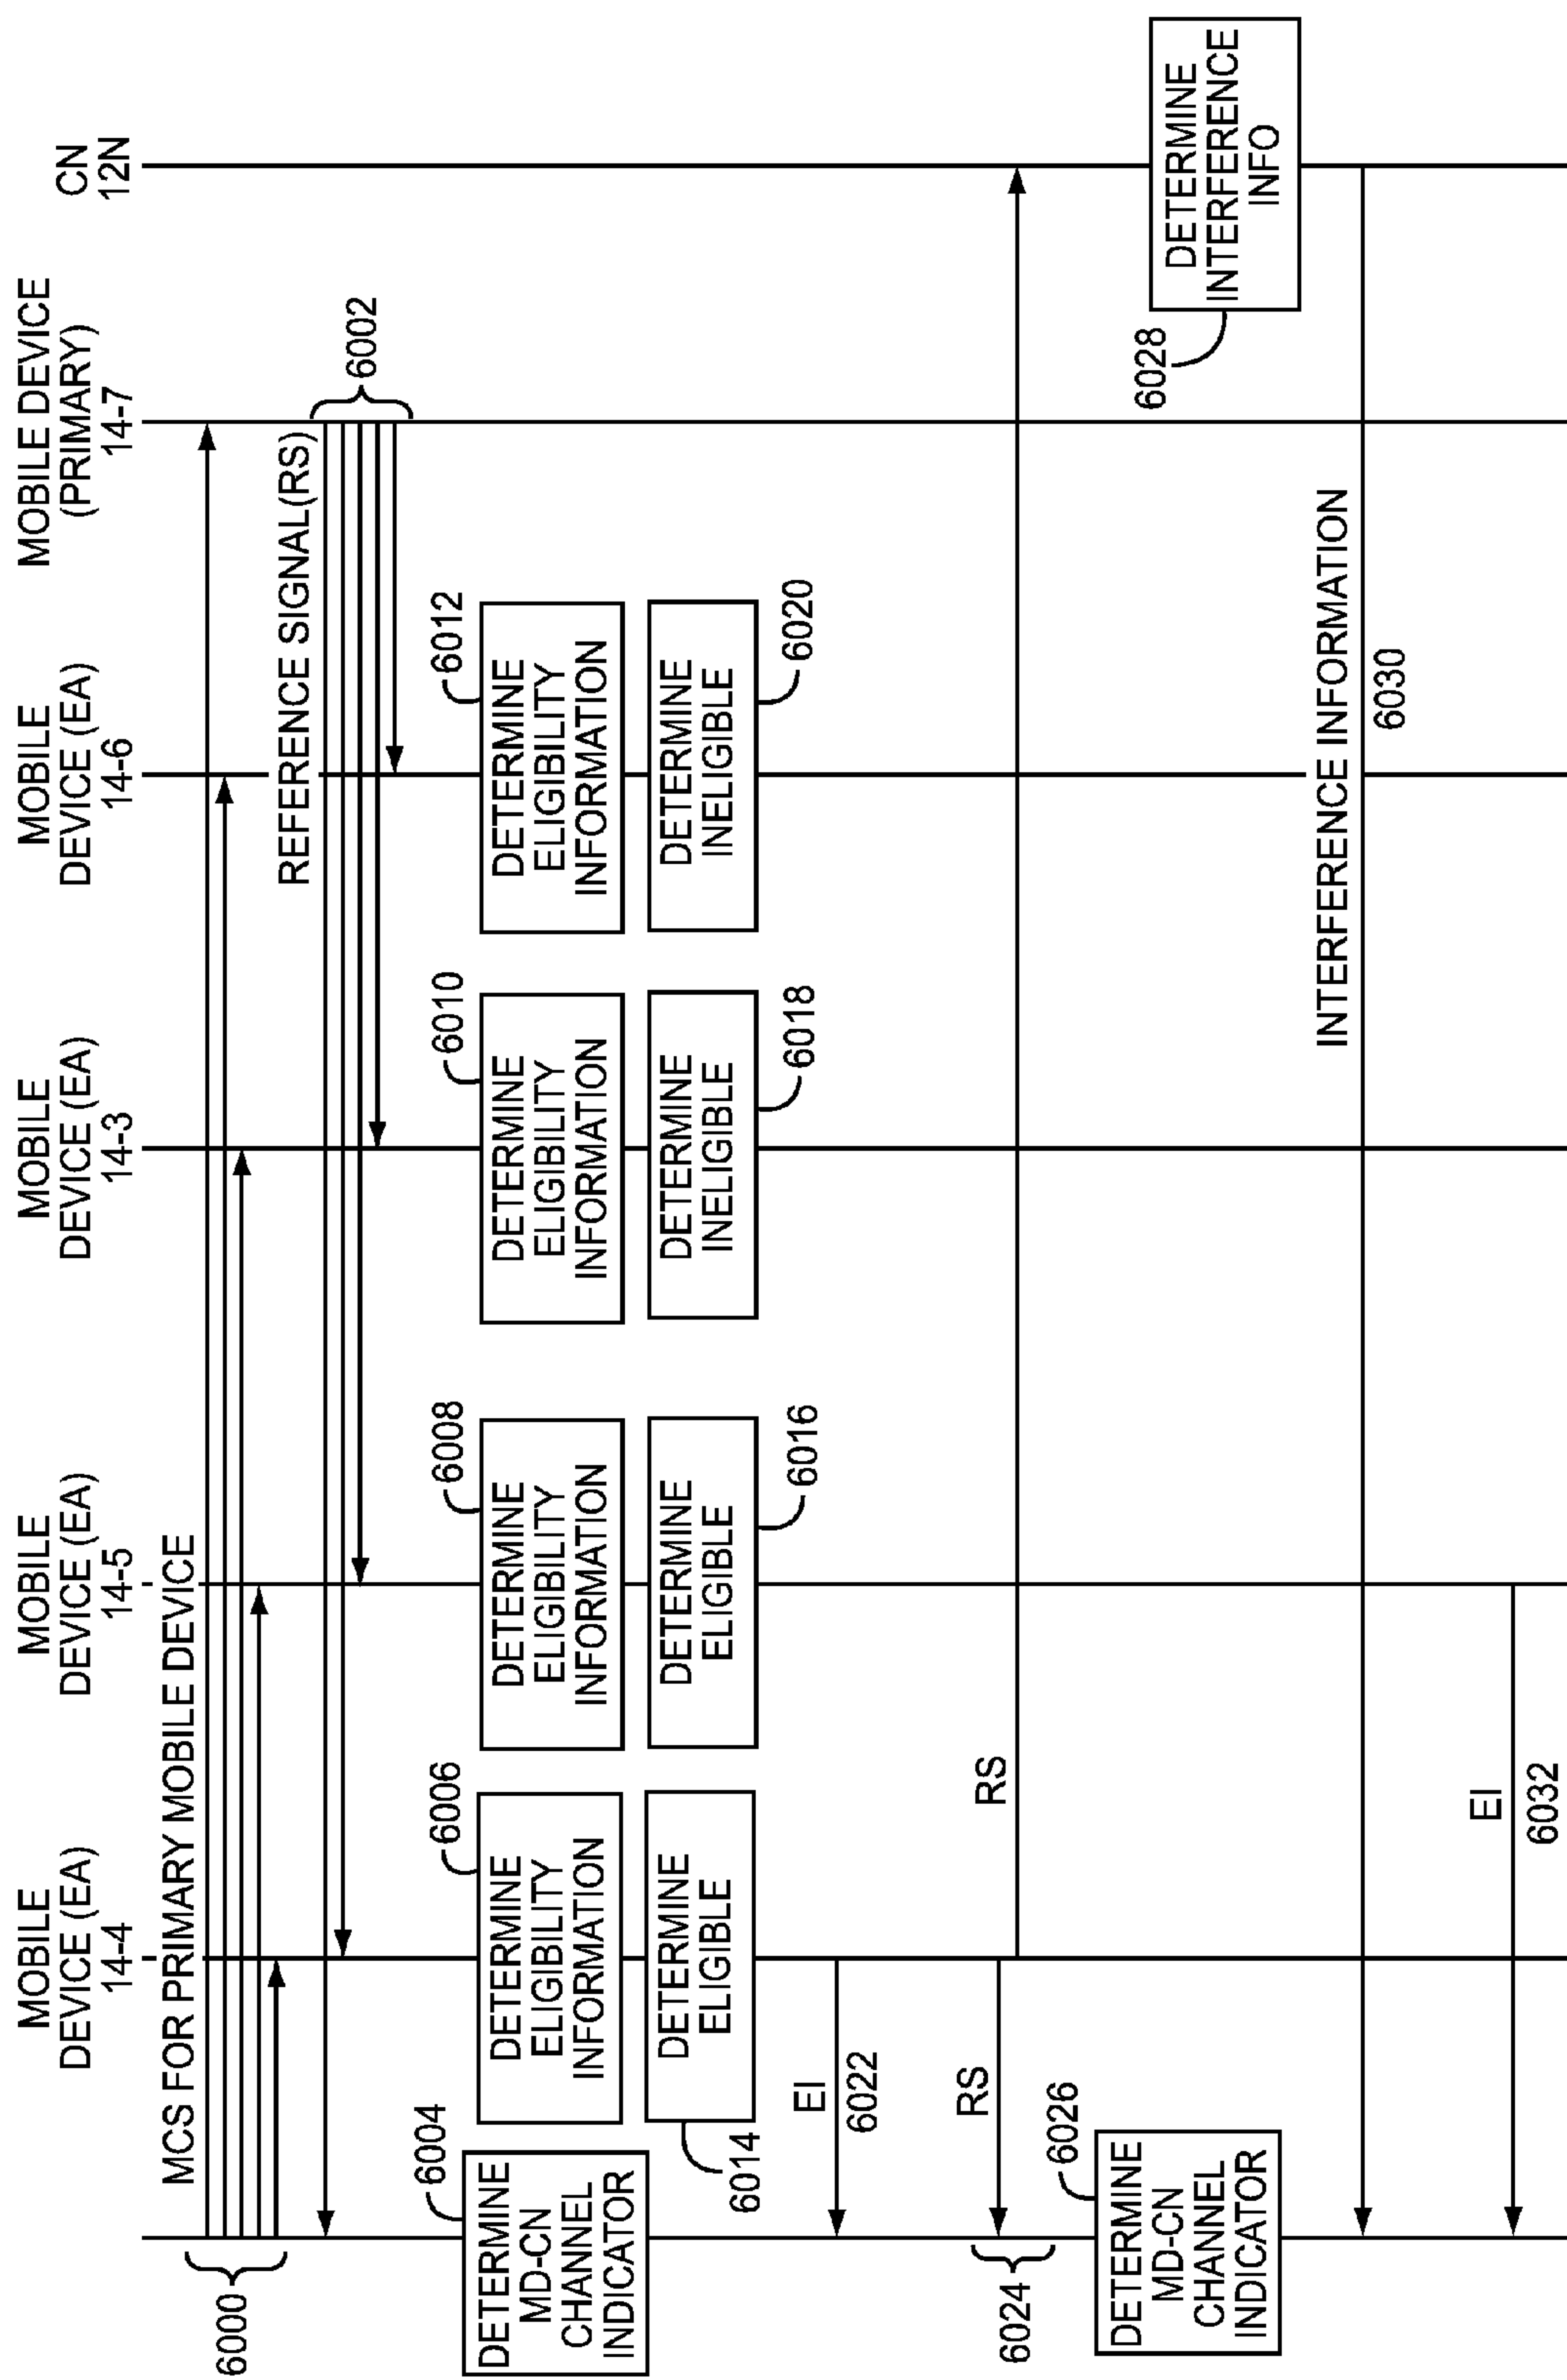 MOBILE
DEVICE (EA)
14-4
MOBILE
DEVICE (EA)
14-5
MOBILE
DEVICE (EA)
14-3
MOBILE
DEVICE (EA)
14-6
MOBILE DEVICE
(PRIMARY)
14-7
CN
12N
MCS FOR PRIMARY MOBILE DEVICE
6000
REFERENCE SIGNAL(RS)
6002
6004
DETERMINE
MD-CN
CHANNEL
INDICATOR
6006
DETERMINE
ELIGIBILITY
INFORMATION
6008
DETERMINE
ELIGIBILITY
INFORMATION
6010
DETERMINE
ELIGIBILITY
INFORMATION
6012
DETERMINE
ELIGIBILITY
INFORMATION
6014
DETERMINE
ELIGIBLE
DETERMINE
ELIGIBLE
6016
DETERMINE
INELIGIBLE
6018
DETERMINE
INELIGIBLE
6020
EI
6022
RS
RS
6024
6026
DETERMINE
MD-CN
CHANNEL
INDICATOR
6028
DETERMINE
INTERFERENCE
INFO
INTERFERENCE INFORMATION
6030
EI
6032